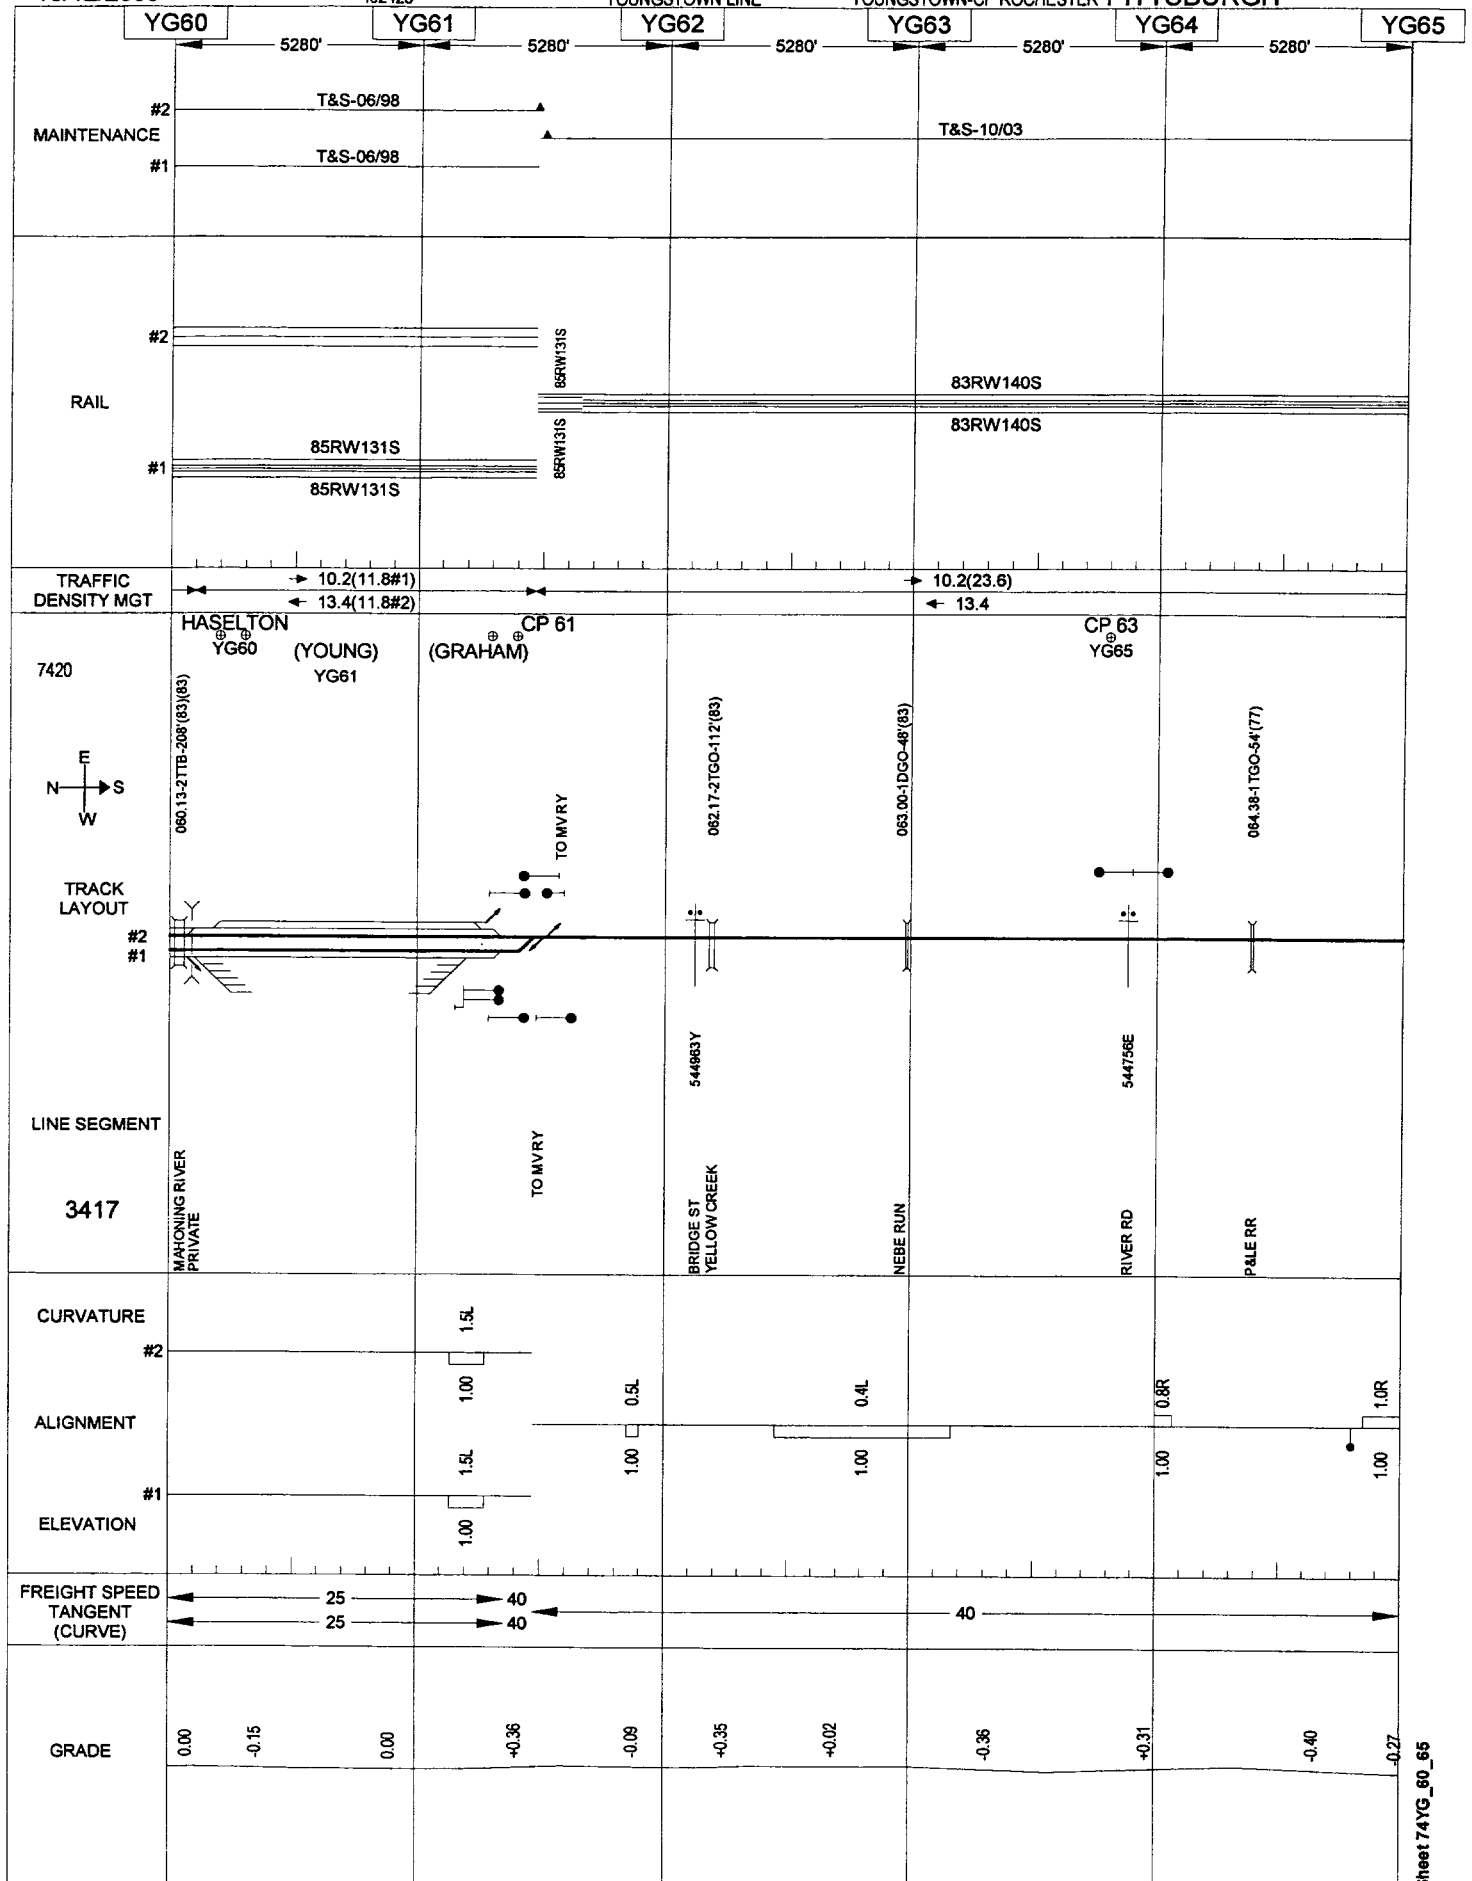 YOUNGSTOWN LINE
YOUNGSTOWN-CP ROCHESTER PITTSBURGH
YG60 YG61 YG62 YG63 YG64 YG65
5280' 5280' 5280' 5280' 5280'
MAINTENANCE
#2 T&S-06/98
T&S-10/03
#1 T&S-06/98
RAIL
#2
85RW131S
83RW140S
83RW140S
85RW131S
#1 85RW131S
85RW131S
TRAFFIC
DENSITY MGT
10.2(11.8#1)
13.4(11.8#2)
10.2(23.6)
13.4
HASELTON
YG60
(YOUNG)
YG61
(GRAHAM)
CP 61
CP 63
YG65
7420
060.13-2TTB-208'(83)(83)
062.17-2TGO-112'(83)
063.00-1DGO-48'(83)
064.38-1TGO-54'(77)
E
N S
W
TO MVRY
TRACK
LAYOUT
#2
#1
544963Y
544756E
LINE SEGMENT
3417
TO MVRY
MAHONING RIVER
PRIVATE
BRIDGE ST
YELLOW CREEK
NEBE RUN
RIVER RD
P&LE RR
CURVATURE
#2
1.5L
1.00
ALIGNMENT
0.5L
1.00
0.4L
1.00
0.8R
1.00
1.0R
1.00
#1
1.5L
1.00
ELEVATION
FREIGHT SPEED
TANGENT
(CURVE)
25 40
25 40
40
GRADE
0.00 -0.15 0.00 +0.36 -0.09 +0.35 +0.02 -0.36 +0.31 -0.40 -0.27
heet 74YG_60_65